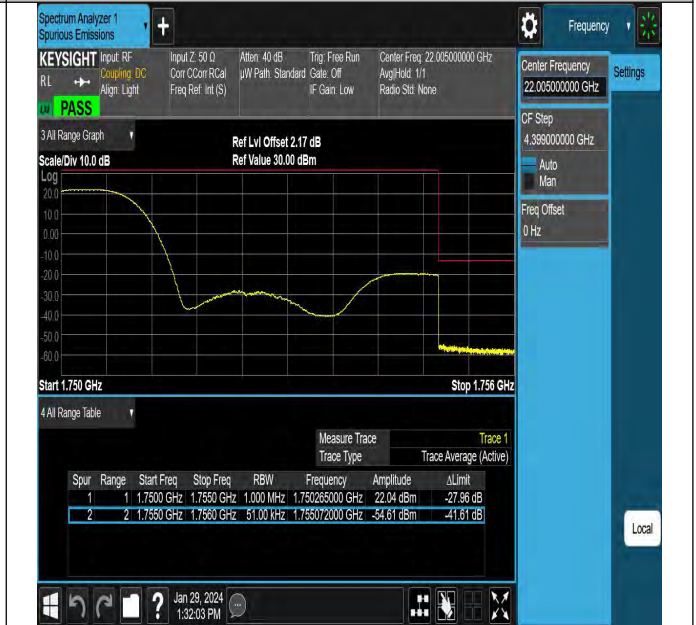 Spectrum Analyzer 1
Spurious Emissions
Frequency
KEYSIGHT Input: RF Input Z: 50 Ω Atten: 40 dB Trig: Free Run Center Freq: 22.005000000 GHz
RL Coupling: DC Corr CCorr RCal µW Path: Standard Gate: Off Avg|Hold: 1/1
Align: Light Freq Ref: Int (S) IF Gain: Low Radio Std: None
PASS
Center Frequency
22.005000000 GHz
Settings
CF Step
4.399000000 GHz
Auto
Man
Freq Offset
0 Hz
3 All Range Graph
Ref Lvl Offset 2.17 dB
Scale/Div 10.0 dB Ref Value 30.00 dBm
Log
20.0
10.0
0.00
-10.0
-20.0
-30.0
-40.0
-50.0
-60.0
Start 1.750 GHz Stop 1.756 GHz
4 All Range Table
Measure Trace Trace 1
Trace Type Trace Average (Active)
Spur Range Start Freq Stop Freq RBW Frequency Amplitude ΔLimit
1 1 1.7500 GHz 1.7550 GHz 1.000 MHz 1.750265000 GHz 22.04 dBm -27.96 dB
2 2 1.7550 GHz 1.7560 GHz 51.00 kHz 1.755072000 GHz -54.61 dBm -41.61 dB
Local
? Jan 29, 2024
1:32:03 PM